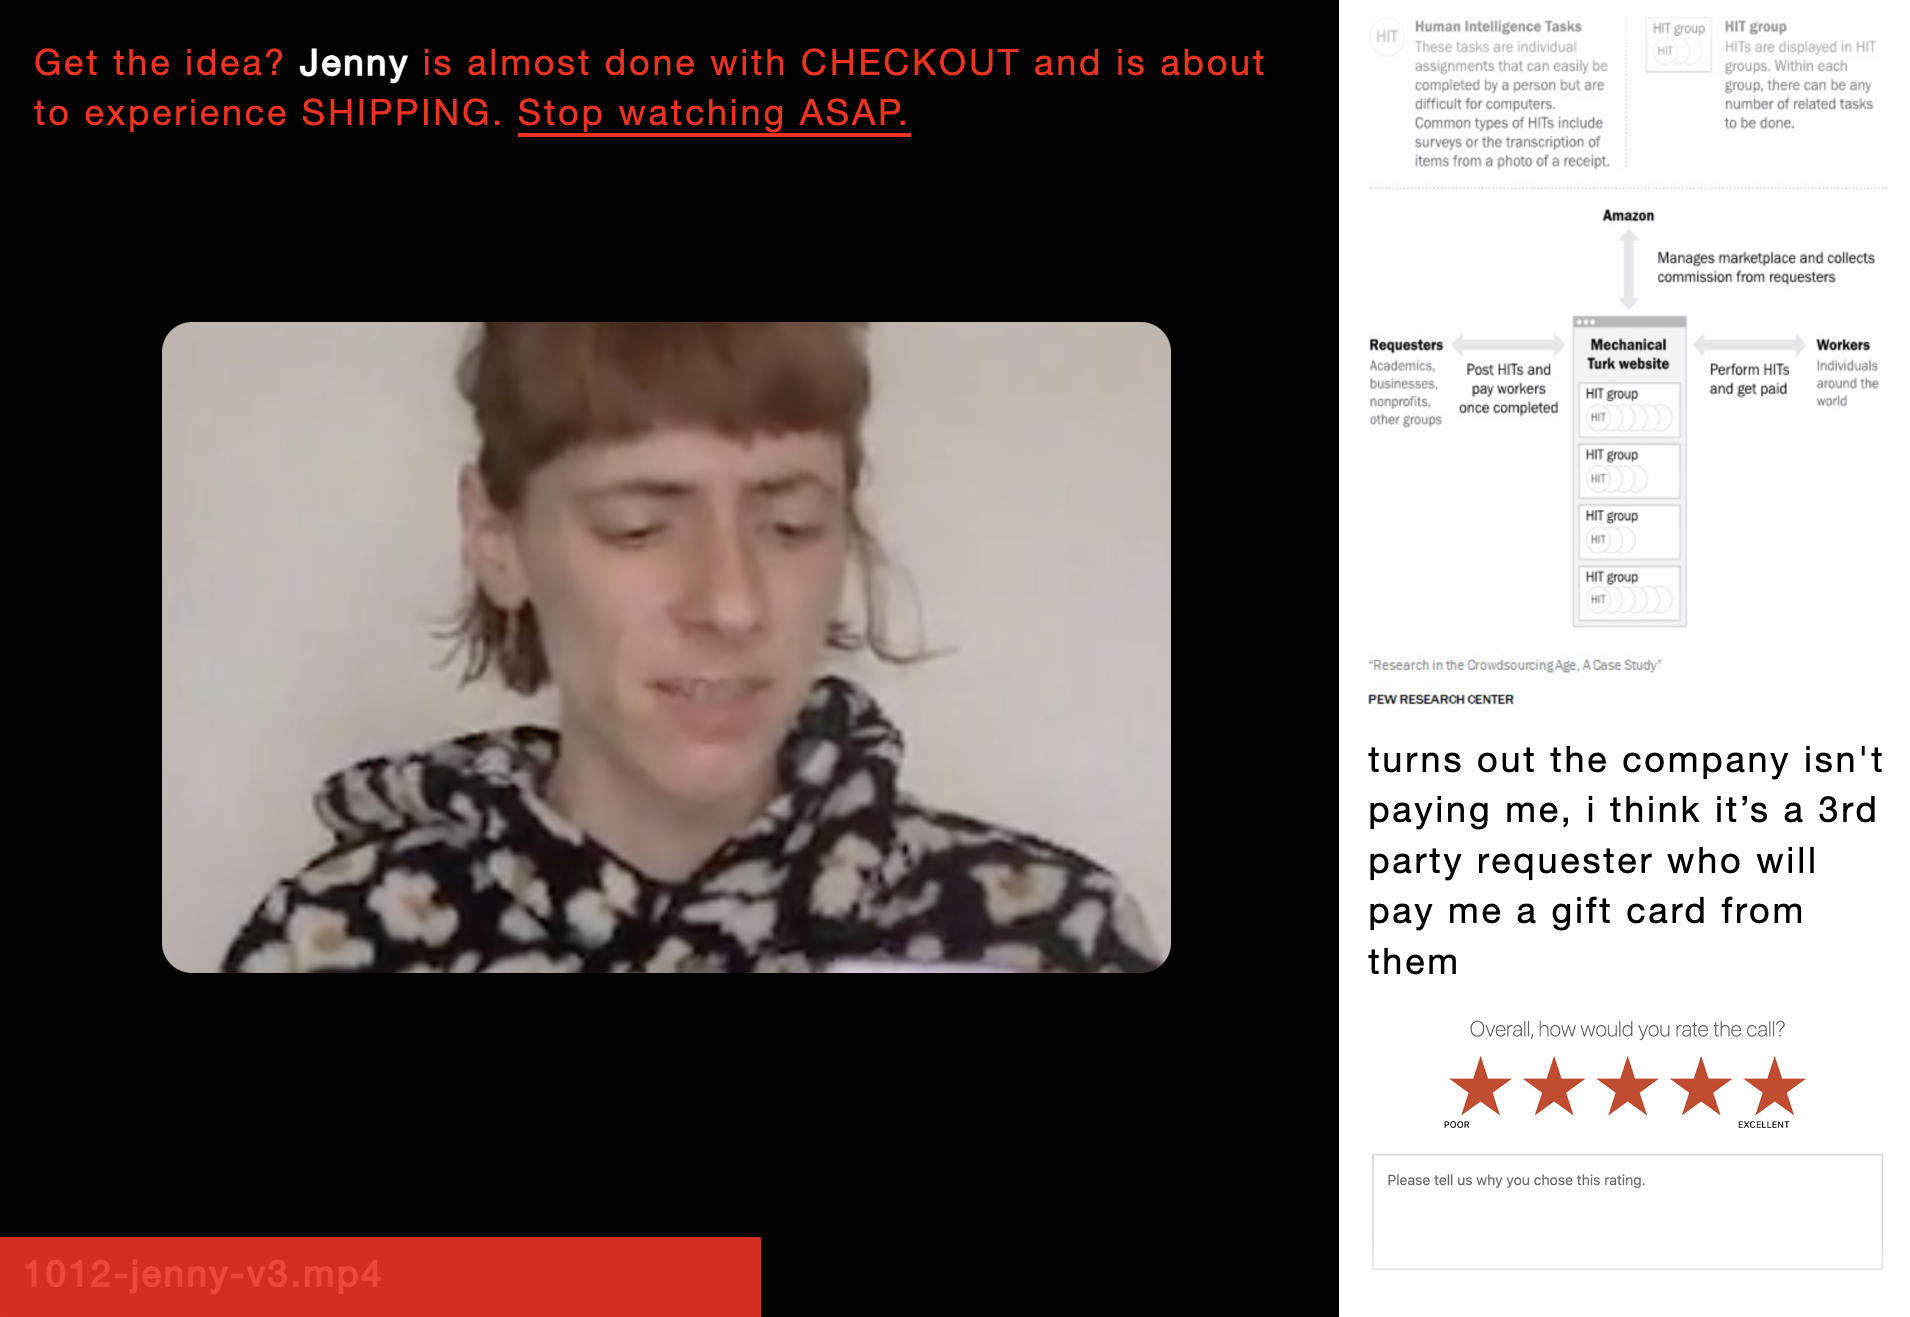 Get the idea? Jenny is almost done with CHECKOUT and is about
to experience SHIPPING. Stop watching ASAP.
1012-jenny-v3.mp4
HIT
Human Intelligence Tasks
These tasks are individual
assignments that can easily be
completed by a person but are
difficult for computers.
Common types of HITs include
surveys or the transcription of
items from a photo of a receipt.
HIT group
HIT
HIT group
HITs are displayed in HIT
groups. Within each
group, there can be any
number of related tasks
to be done.
Amazon
Manages marketplace and collects
commission from requesters
Requesters
Academics,
businesses,
nonprofits,
other groups
Post HITs and
pay workers
once completed
Mechanical
Turk website
HIT group
HIT
HIT group
HIT
HIT group
HIT
HIT group
HIT
Perform HITs
and get paid
Workers
Individuals
around the
world
“Research in the Crowdsourcing Age, A Case Study”
PEW RESEARCH CENTER
turns out the company isn't
paying me, i think it’s a 3rd
party requester who will
pay me a gift card from
them
Overall, how would you rate the call?
POOR
EXCELLENT
Please tell us why you chose this rating.